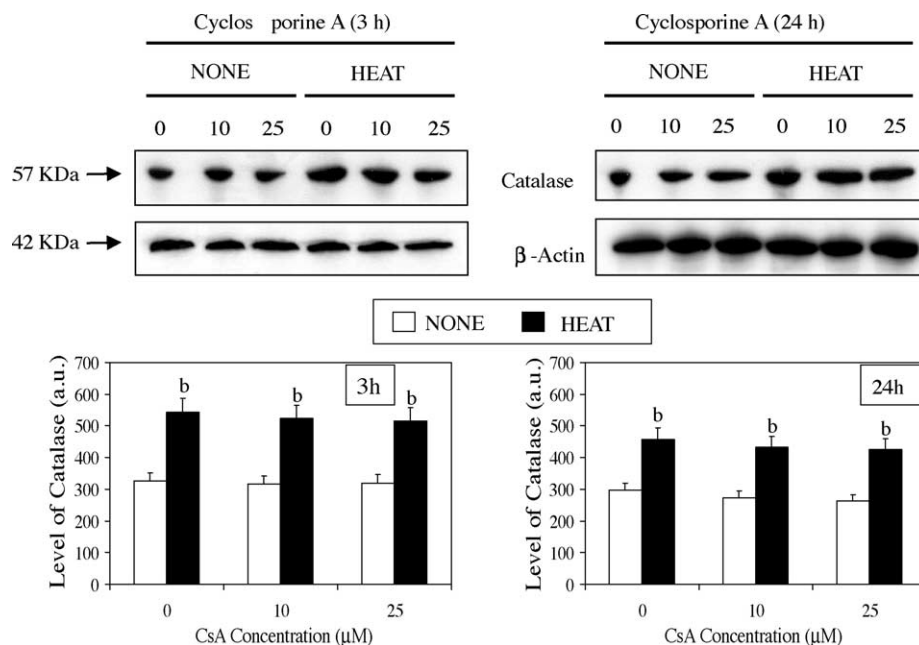 Cyclos porine A (3 h)
NONE HEAT
0 10 25 0 10 25
57 KDa
42 KDa
Cyclosporine A (24 h)
NONE HEAT
0 10 25 0 10 25
Catalase
β -Actin
NONE HEAT
Level of Catalase (a.u.)
700
600
500
400
300
200
100
0
3h
b b b
0 10 25
CsA Concentration (μM)
Level of Catalase (a.u.)
700
600
500
400
300
200
100
0
24h
b b b
0 10 25
CsA Concentration (μM)